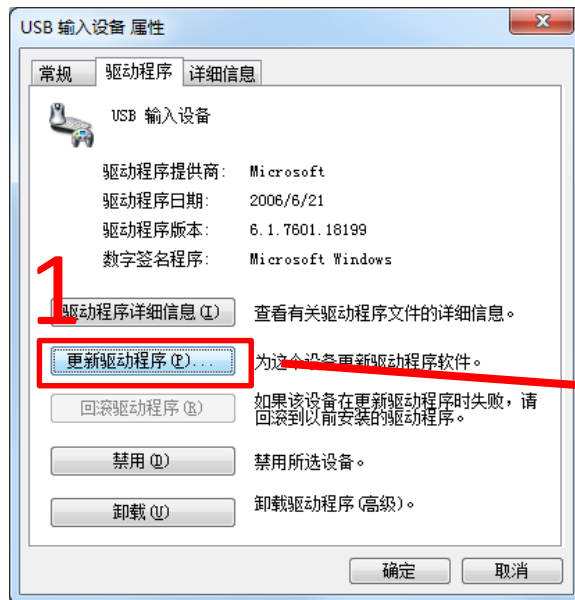 USB 输入设备 属性
常规 驱动程序 详细信息
USB 输入设备
驱动程序提供商: Microsoft
驱动程序日期: 2006/6/21
驱动程序版本: 6.1.7601.18199
数字签名程序: Microsoft Windows
1
驱动程序详细信息(I) 查看有关驱动程序文件的详细信息。
更新驱动程序(P)... 为这个设备更新驱动程序软件。
回滚驱动程序(R) 如果该设备在更新驱动程序时失败，请
回滚到以前安装的驱动程序。
禁用(D) 禁用所选设备。
卸载(U) 卸载驱动程序(高级)。
确定 取消